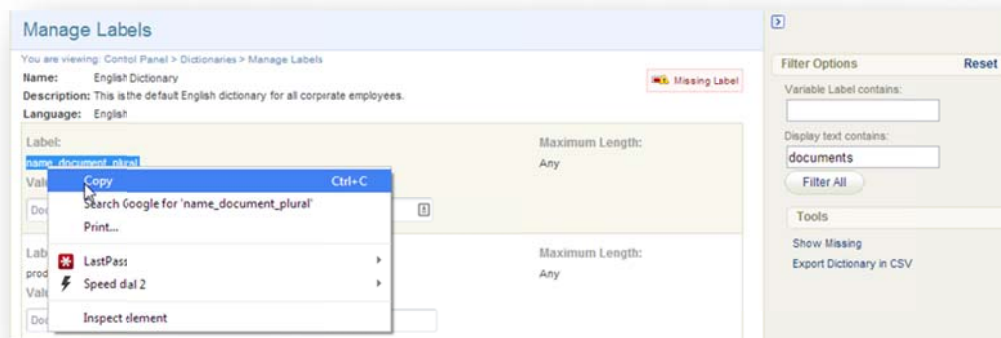 Manage Labels
You are viewing: Contol Panel > Dictionaries > Manage Labels
Name: English Dictionary
Missing Label
Description: This is the default English dictionary for all corporate employees.
Language: English
Label:
Maximum Length:
name_document_plural
Any
Copy Ctrl+C
Search Google for 'name_document_plural'
Print...
Maximum Length:
LastPass
Any
Speed dial 2
Inspect element
Filter Options Reset
Variable Label contains:
Display text contains:
documents
Filter All
Tools
Show Missing
Export Dictionary in CSV